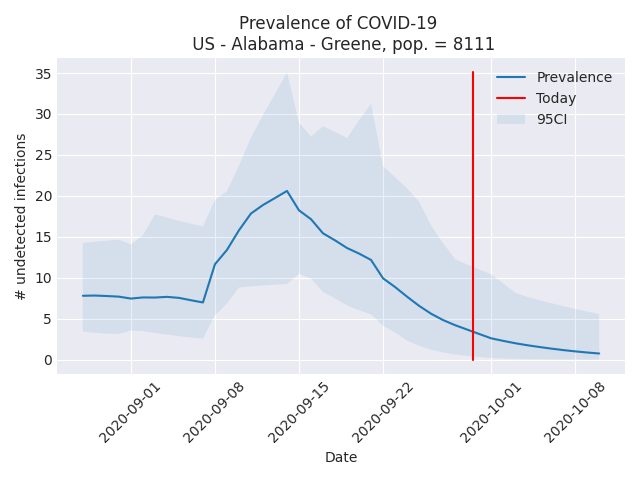 Prevalence of COVID-19
US - Alabama - Greene, pop. = 8111
Prevalence
Today
95CI
# undetected infections
35
30
25
20
15
10
5
0
2020-09-01
2020-09-08
2020-09-15
2020-09-22
2020-10-01
2020-10-08
Date